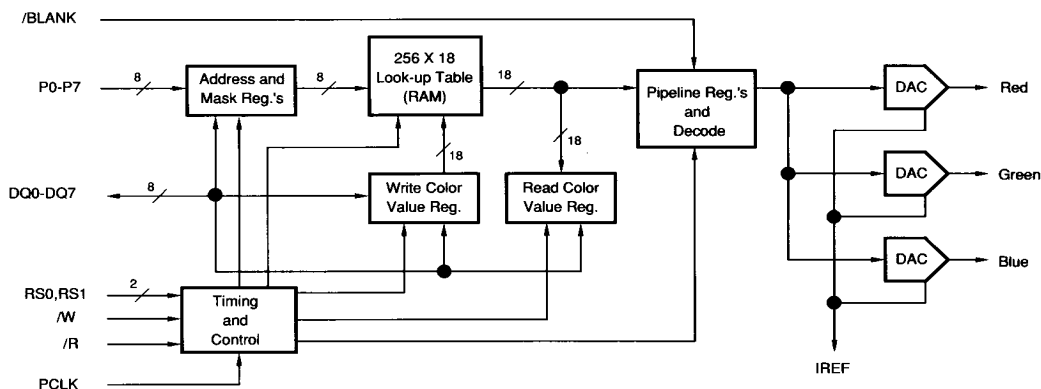 /BLANK
P0-P7
8
Address and
Mask Reg.'s
8
256 X 18
Look-up Table
(RAM)
18
Pipeline Reg.'s
and
Decode
DAC
Red
18
18
DQ0-DQ7
8
Write Color
Value Reg.
Read Color
Value Reg.
DAC
Green
DAC
Blue
RS0,RS1
2
/W
/R
Timing
and
Control
PCLK
IREF